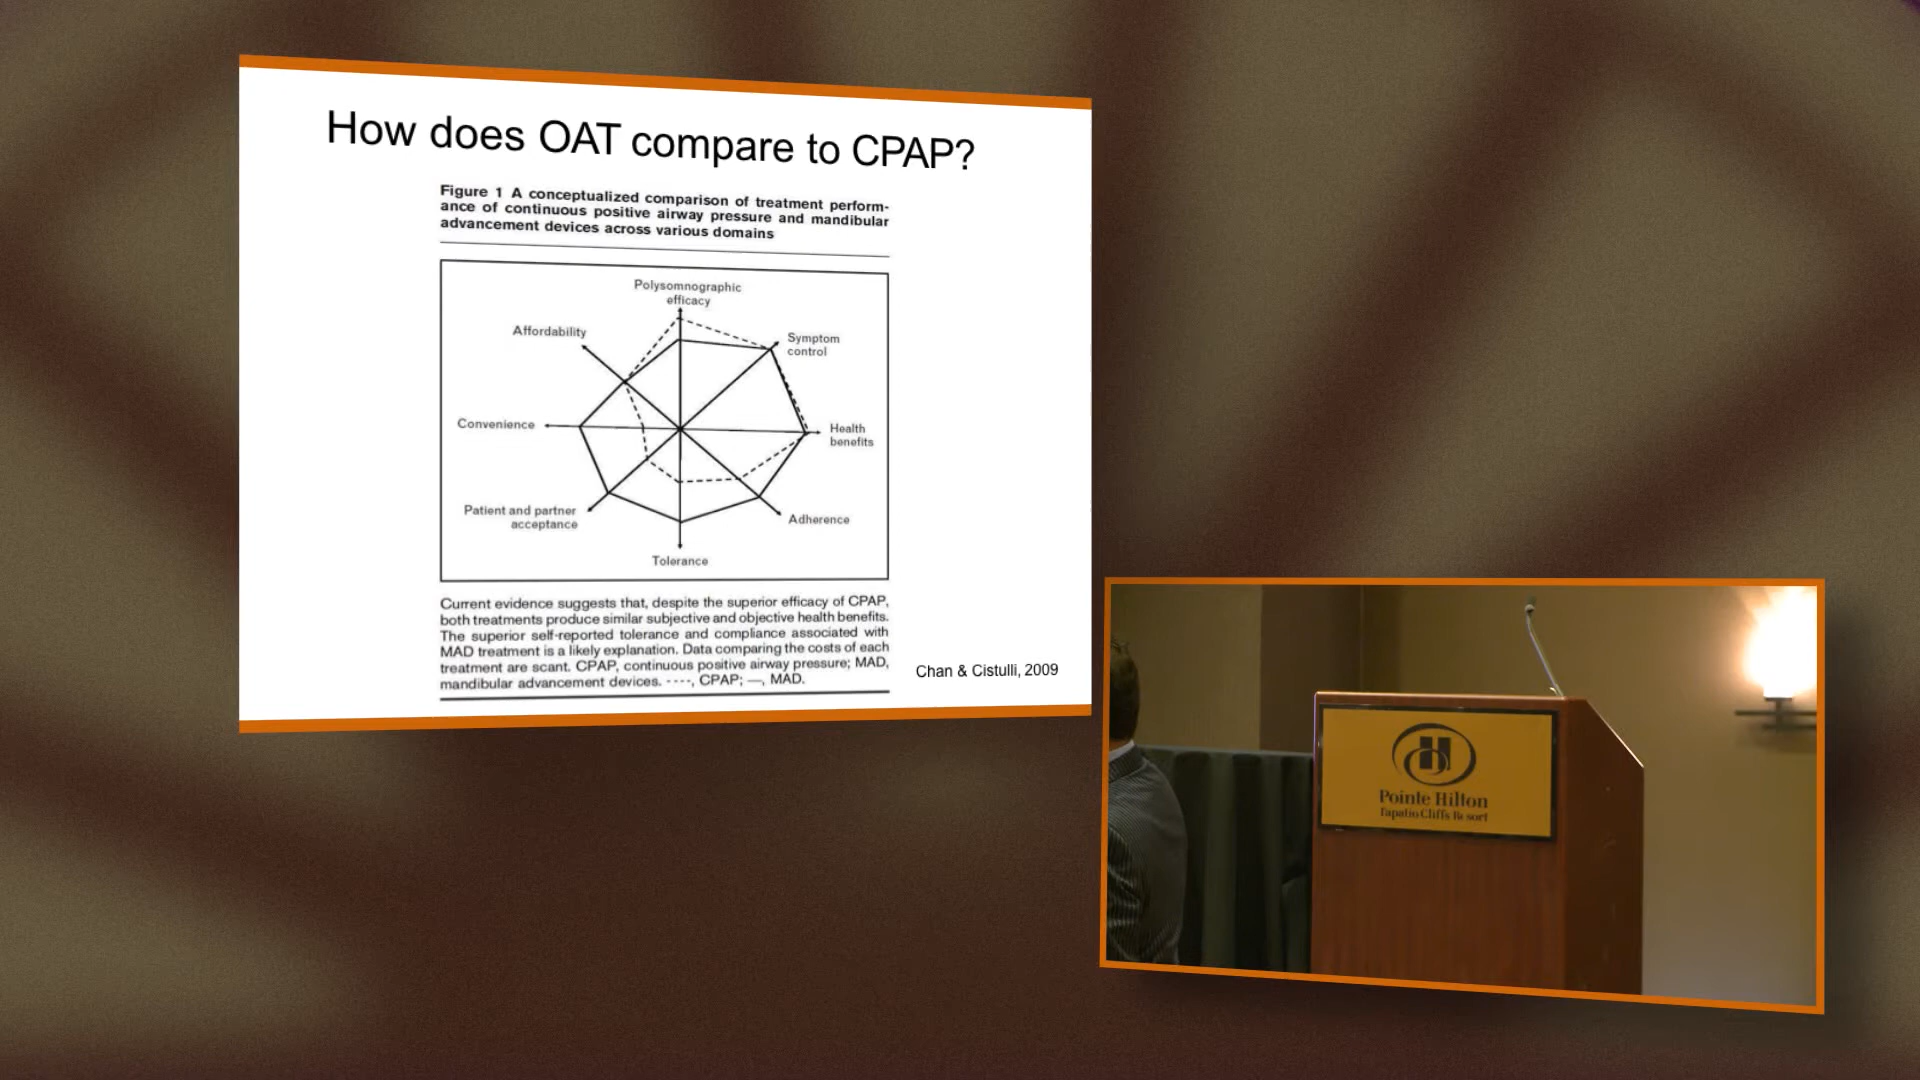 How does OAT compare to CPAP?
Figure 1 A conceptualized comparison of treatment perform-
ance of continuous positive airway pressure and mandibular
advancement devices across various domains
Polysomnographic
efficacy
Affordability
Symptom
control
Convenience
Health
benefits
Patient and partner
acceptance
Adherence
Tolerance
Current evidence suggests that, despite the superior efficacy of CPAP,
both treatments produce similar subjective and objective health benefits.
The superior self-reported tolerance and compliance associated with
MAD treatment is a likely explanation. Data comparing the costs of each
treatment are scant. CPAP, continuous positive airway pressure; MAD,
mandibular advancement devices. ----, CPAP; —, MAD.
Chan & Cistulli, 2009
H
Pointe Hilton
Tapatio Cliffs Resort